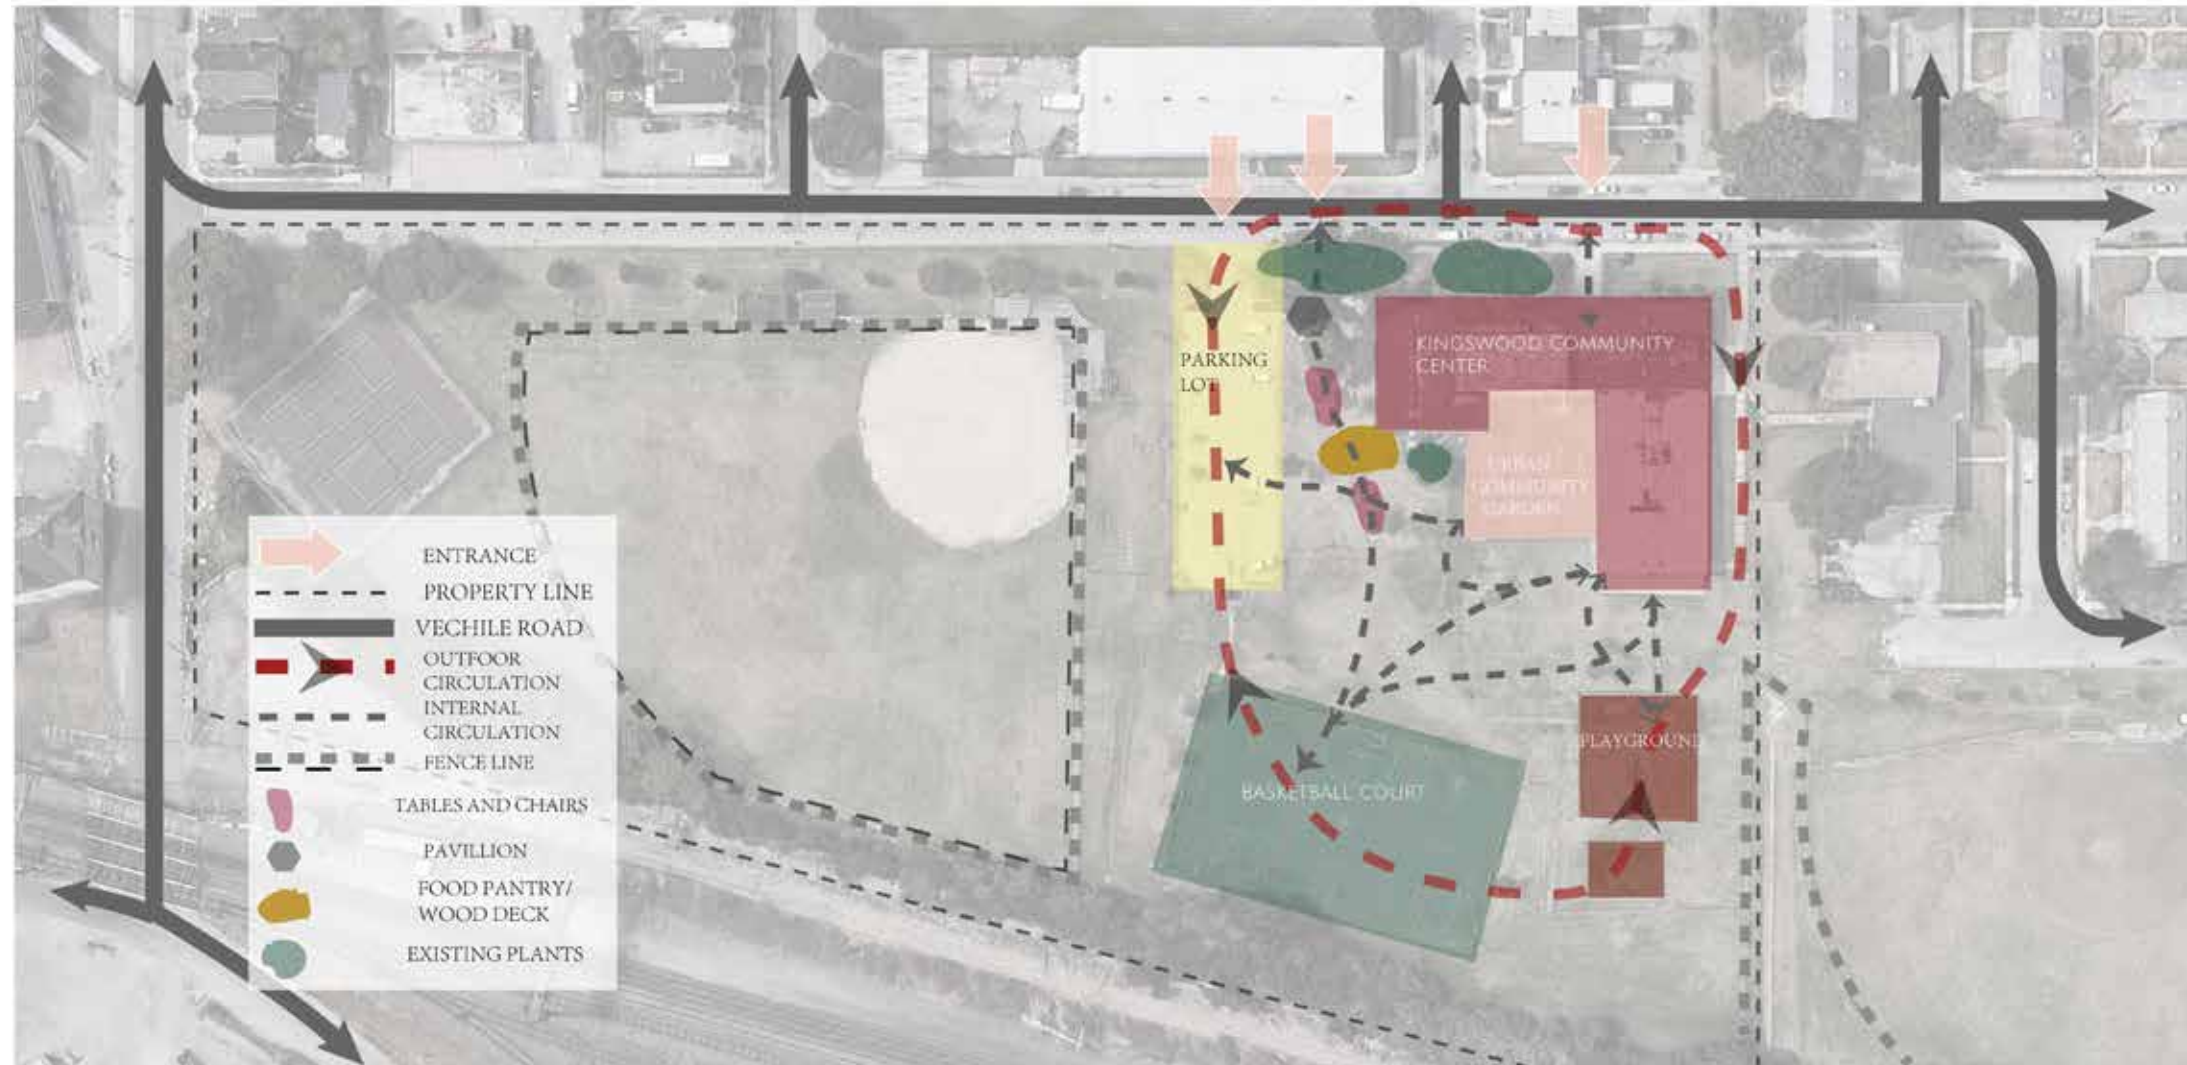 KINGSWOOD COMMUNITY
CENTER
PARKING
LOT
URBAN
COMMUNITY
GARDEN
ENTRANCE
PROPERTY LINE
VECHILE ROAD
OUTFOOR
CIRCULATION
INTERNAL
CIRCULATION
FENCE LINE
TABLES AND CHAIRS
PAVILLION
FOOD PANTRY/
WOOD DECK
EXISTING PLANTS
PLAYGROUND
BASKETBALL COURT